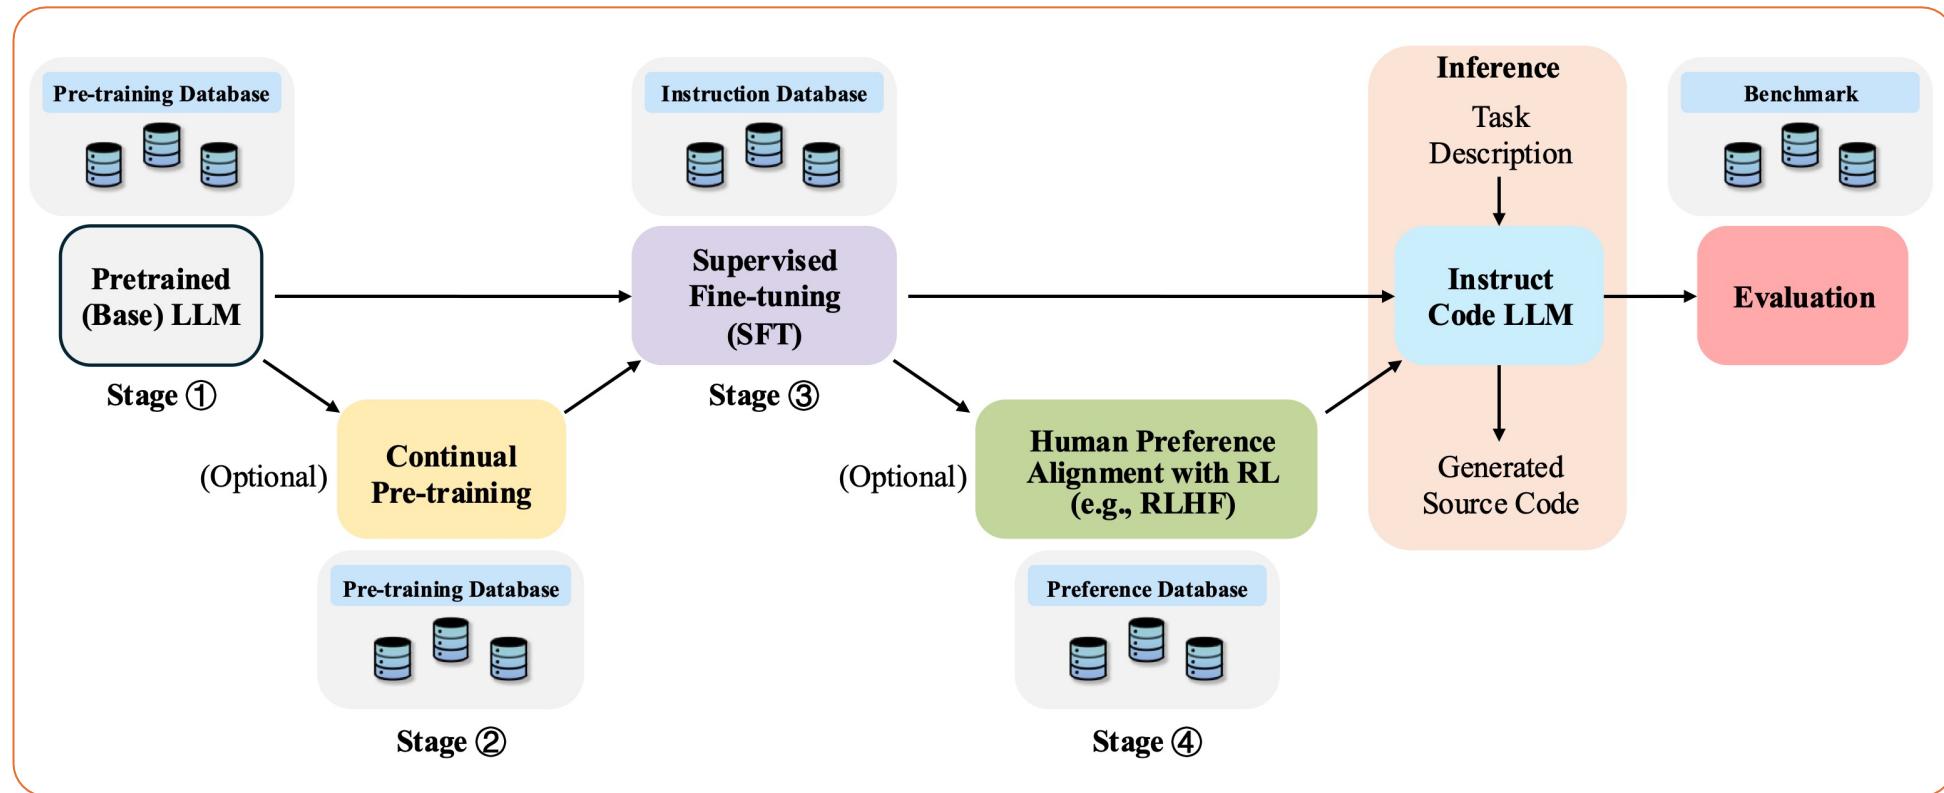 Pre-training Database
Pretrained
(Base) LLM
Stage ①
(Optional)
Continual
Pre-training
Pre-training Database
Stage ②
Instruction Database
Supervised
Fine-tuning
(SFT)
Stage ③
(Optional)
Human Preference
Alignment with RL
(e.g., RLHF)
Preference Database
Stage ④
Inference
Task
Description
Instruct
Code LLM
Generated
Source Code
Benchmark
Evaluation